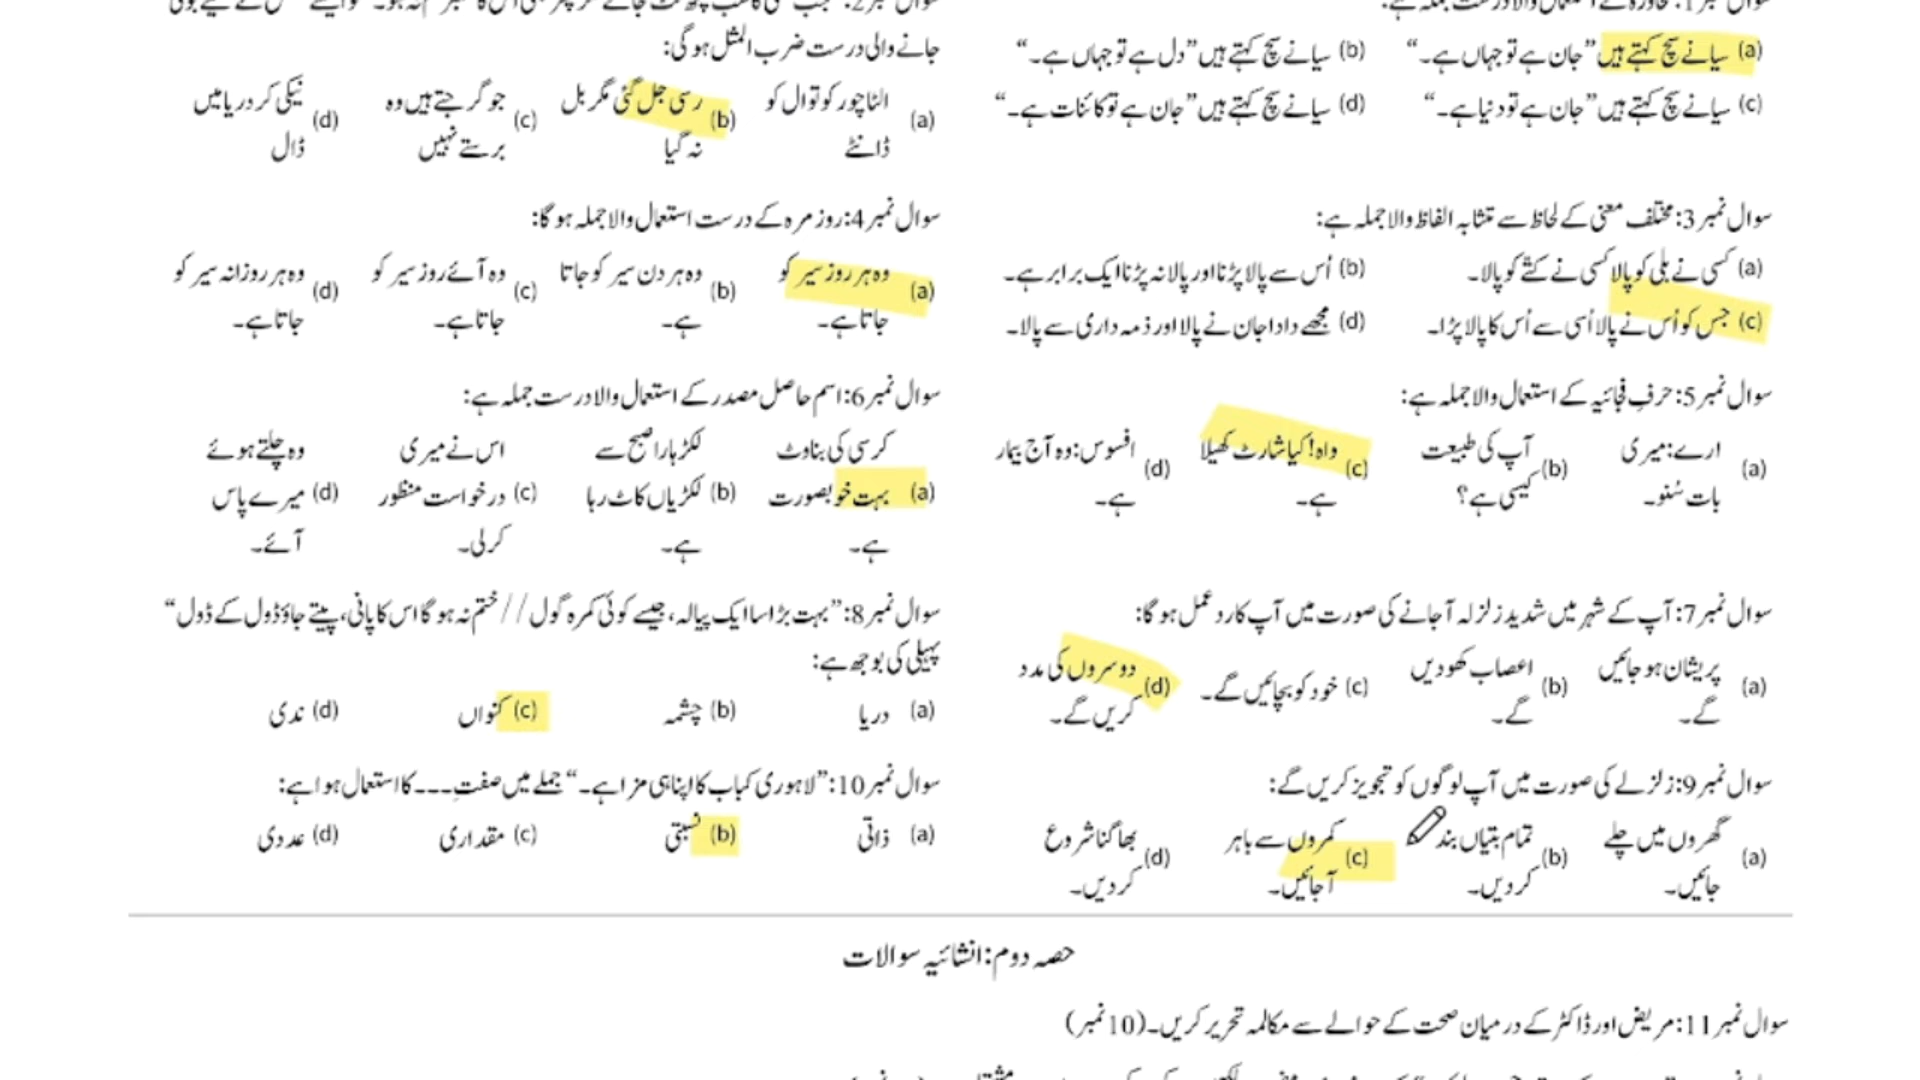 سوال نمبر 1: محاورہ کے استعمال والا درست جملہ ہے:
(a) سیانے سچ کہتے ہیں ”جان ہے تو جہاں ہے۔“
(b) سیانے سچ کہتے ہیں ”دل ہے تو جہاں ہے۔“
(c) سیانے سچ کہتے ہیں ”جان ہے تو دنیا ہے۔“
(d) سیانے سچ کہتے ہیں ”جان ہے تو کائنات ہے۔“
سوال نمبر 2:
جانے والی درست ضرب المثل ہو گی:
(a) الٹا چور کوتوال کو ڈانٹے
(b) رسی جل گئی مگر بل نہ گیا
(c) جو گرجتے ہیں وہ برستے نہیں
(d) نیکی کر دریا میں ڈال
سوال نمبر 3: مختلف معنی کے لحاظ سے متشابہ الفاظ والا جملہ ہے:
(a) کسی نے بلی کو پالا کسی نے کتے کو پالا۔
(b) اُس سے پالا پڑنا اور پالا نہ پڑنا ایک برابر ہے۔
(c) جس کو اُس نے پالا اُسی سے اُس کا پالا پڑا۔
(d) مجھے دادا جان نے پالا اور ذمہ داری سے پالا۔
سوال نمبر 4: روز مرہ کے درست استعمال والا جملہ ہو گا:
(a) وہ ہر روز سیر کو جاتا ہے۔
(b) وہ ہر دن سیر کو جاتا ہے۔
(c) وہ آئے روز سیر کو جاتا ہے۔
(d) وہ ہر روزانہ سیر کو جاتا ہے۔
سوال نمبر 5: حرفِ فجائیہ کے استعمال والا جملہ ہے:
(a) ارے: میری بات سُنو۔
(b) آپ کی طبیعت کیسی ہے؟
(c) واہ! کیا شارٹ کھیلا ہے۔
(d) افسوس: وہ آج بیمار ہے۔
سوال نمبر 6: اسم حاصل مصدر کے استعمال والا درست جملہ ہے:
(a) کرسی کی بناوٹ بہت خوبصورت ہے۔
(b) لکڑہارا صبح سے لکڑیاں کاٹ رہا ہے۔
(c) اس نے میری درخواست منظور کر لی۔
(d) وہ چلتے ہوئے میرے پاس آئے۔
سوال نمبر 7: آپ کے شہر میں شدید زلزلہ آ جانے کی صورت میں آپ کا رد عمل ہو گا:
(a) پریشان ہو جائیں گے۔
(b) اعصاب کھو دیں گے۔
(c) خود کو بچائیں گے۔
(d) دوسروں کی مدد کریں گے۔
سوال نمبر 8: ”بہت بڑا سا ایک پیالہ، جیسے کوئی کمرہ گول // ختم نہ ہو گا اس کا پانی، پیتے جاؤ ڈول کے ڈول“
پہیلی کی بوجھ ہے:
(a) دریا
(b) چشمہ
(c) کنواں
(d) ندی
سوال نمبر 9: زلزلے کی صورت میں آپ لوگوں کو تجویز کریں گے:
(a) گھروں میں چلے جائیں۔
(b) تمام بتیاں بند کر دیں۔
(c) کمروں سے باہر آ جائیں۔
(d) بھاگنا شروع کر دیں۔
سوال نمبر 10: ”لاہوری کباب کا اپنا ہی مزا ہے۔“ جملے میں صفتِ۔۔۔ کا استعمال ہوا ہے:
(a) ذاتی
(b) نسبتی
(c) مقداری
(d) عددی
حصہ دوم: انشائیہ سوالات
سوال نمبر 11: مریض اور ڈاکٹر کے درمیان صحت کے حوالے سے مکالمہ تحریر کریں۔ (10 نمبر)